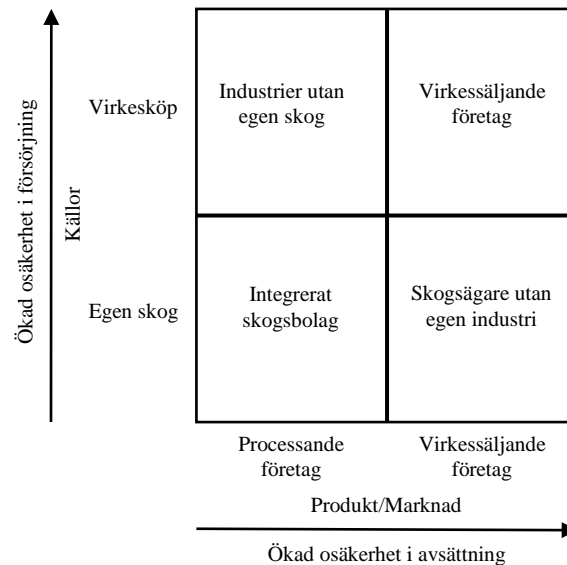 Ökad osäkerhet i försörjning
Källor
Virkesköp
Industrier utan
egen skog
Virkessäljande
företag
Egen skog
Integrerat
skogsbolag
Skogsägare utan
egen industri
Processande
företag
Virkessäljande
företag
Produkt/Marknad
Ökad osäkerhet i avsättning